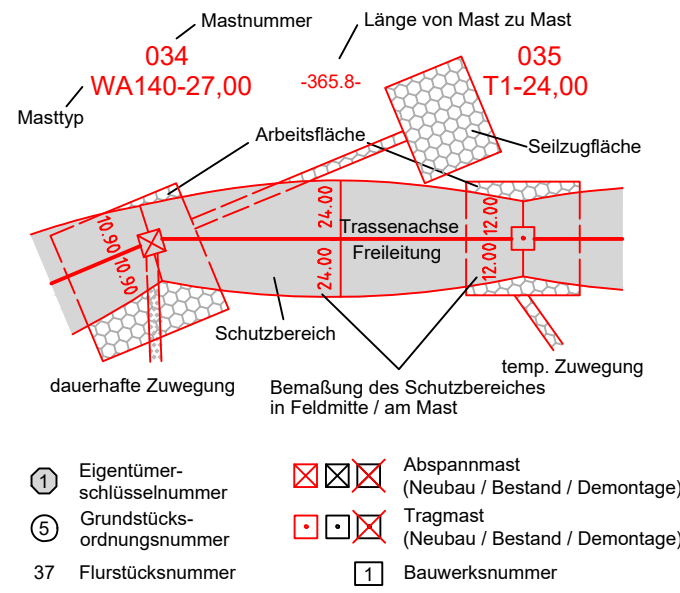 Mastnummer
Länge von Mast zu Mast
034
035
WA140-27,00
-365.8-
T1-24,00
Masttyp
Arbeitsfläche
Seilzugfläche
10.90
10.90
24.00
24.00
12.00
12.00
Trassenachse
Freileitung
Schutzbereich
dauerhafte Zuwegung
temp. Zuwegung
Bemaßung des Schutzbereiches
in Feldmitte / am Mast
1
Eigentümer-
schlüsselnummer
5
Grundstücks-
ordnungsnummer
37
Flurstücksnummer
Abspannmast
(Neubau / Bestand / Demontage)
Tragmast
(Neubau / Bestand / Demontage)
1
Bauwerksnummer